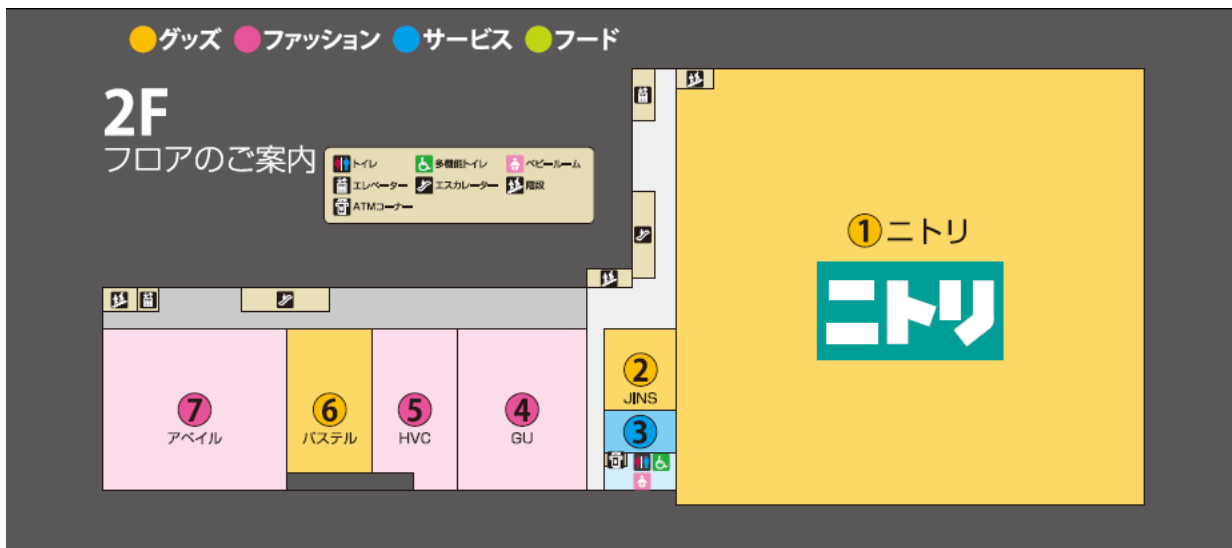 グッズ ファッション サービス フード
2F
フロアのご案内
トイレ 多機能トイレ ベビールーム
エレベーター エスカレーター 階段
ATMコーナー
1 ニトリ
ニトリ
2
JINS
3
7
アベイル
6
パステル
5
HVC
4
GU